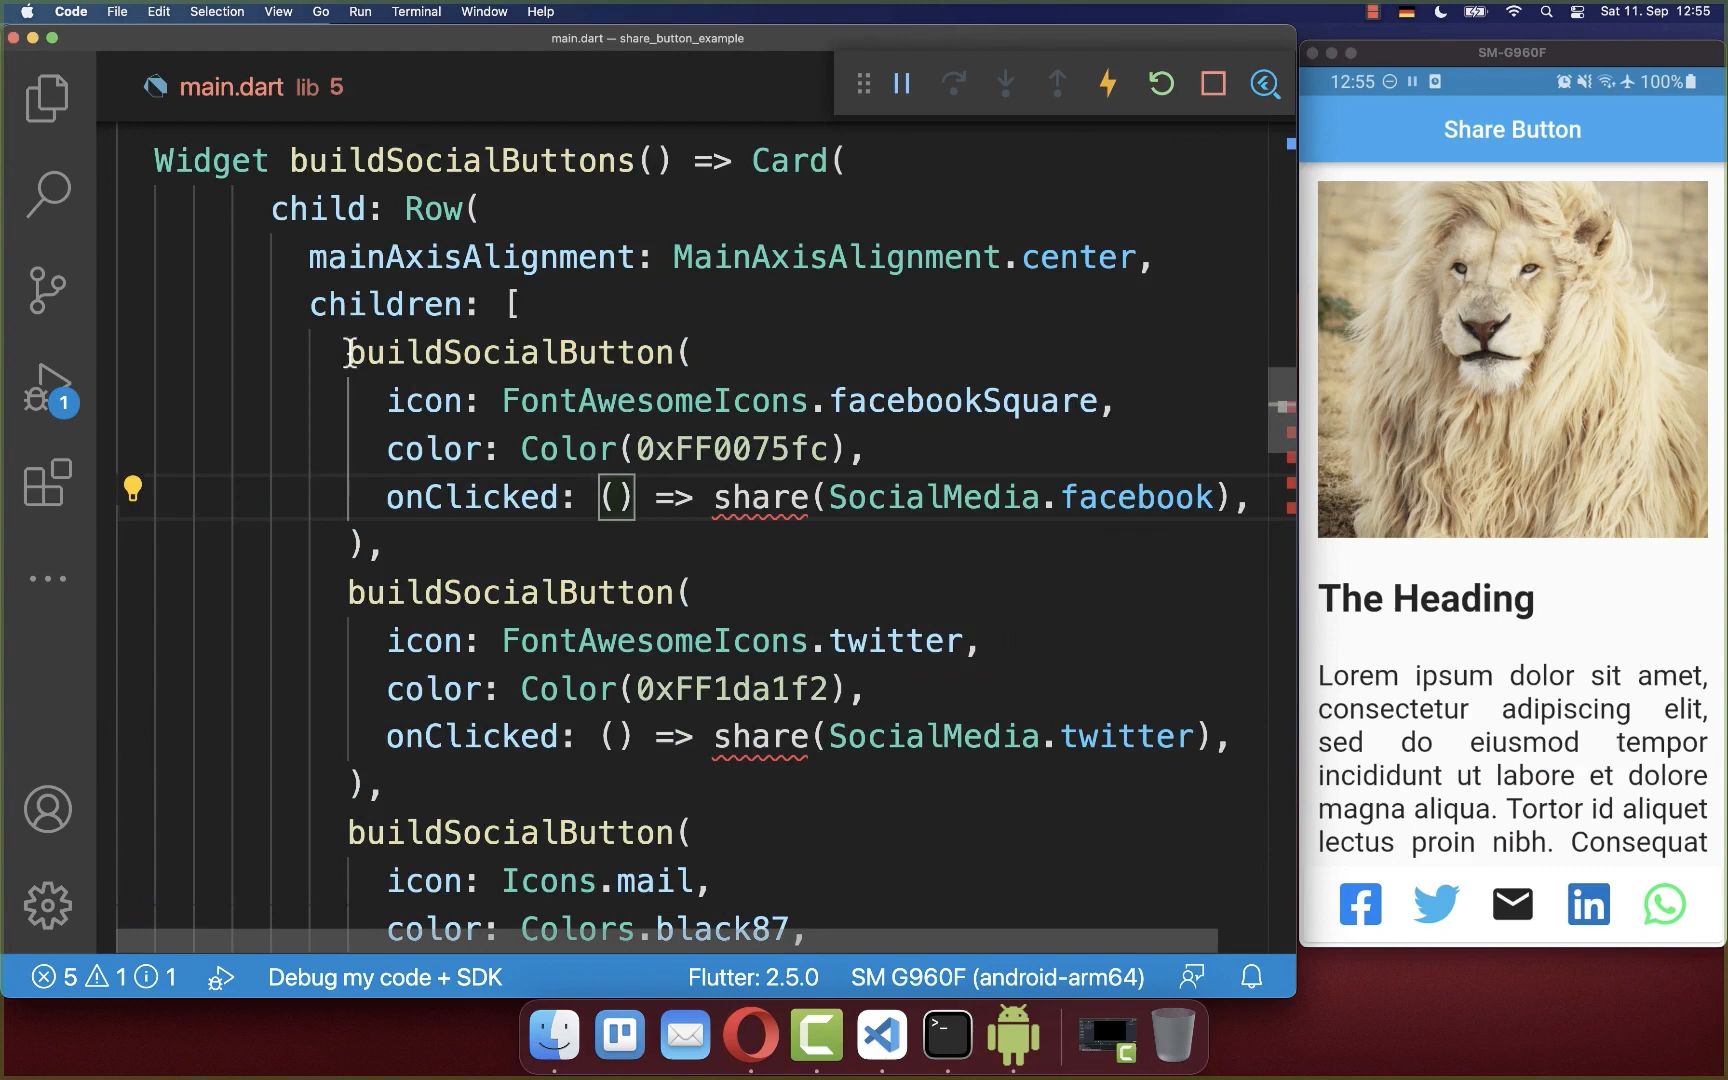 Code File Edit Selection View Go Run Terminal Window Help
Sat 11. Sep 12:55
main.dart — share_button_example
main.dart lib 5
Widget buildSocialButtons() => Card(
child: Row(
mainAxisAlignment: MainAxisAlignment.center,
children: [
buildSocialButton(
icon: FontAwesomeIcons.facebookSquare,
color: Color(0xFF0075fc),
onClicked: () => share(SocialMedia.facebook),
),
buildSocialButton(
icon: FontAwesomeIcons.twitter,
color: Color(0xFF1da1f2),
onClicked: () => share(SocialMedia.twitter),
),
buildSocialButton(
icon: Icons.mail,
color: Colors.black87,
1
5 1 1 Debug my code + SDK Flutter: 2.5.0 SM G960F (android-arm64)
SM-G960F
12:55 100%
Share Button
The Heading
Lorem ipsum dolor sit amet,
consectetur adipiscing elit,
sed do eiusmod tempor
incididunt ut labore et dolore
magna aliqua. Tortor id aliquet
lectus proin nibh. Consequat